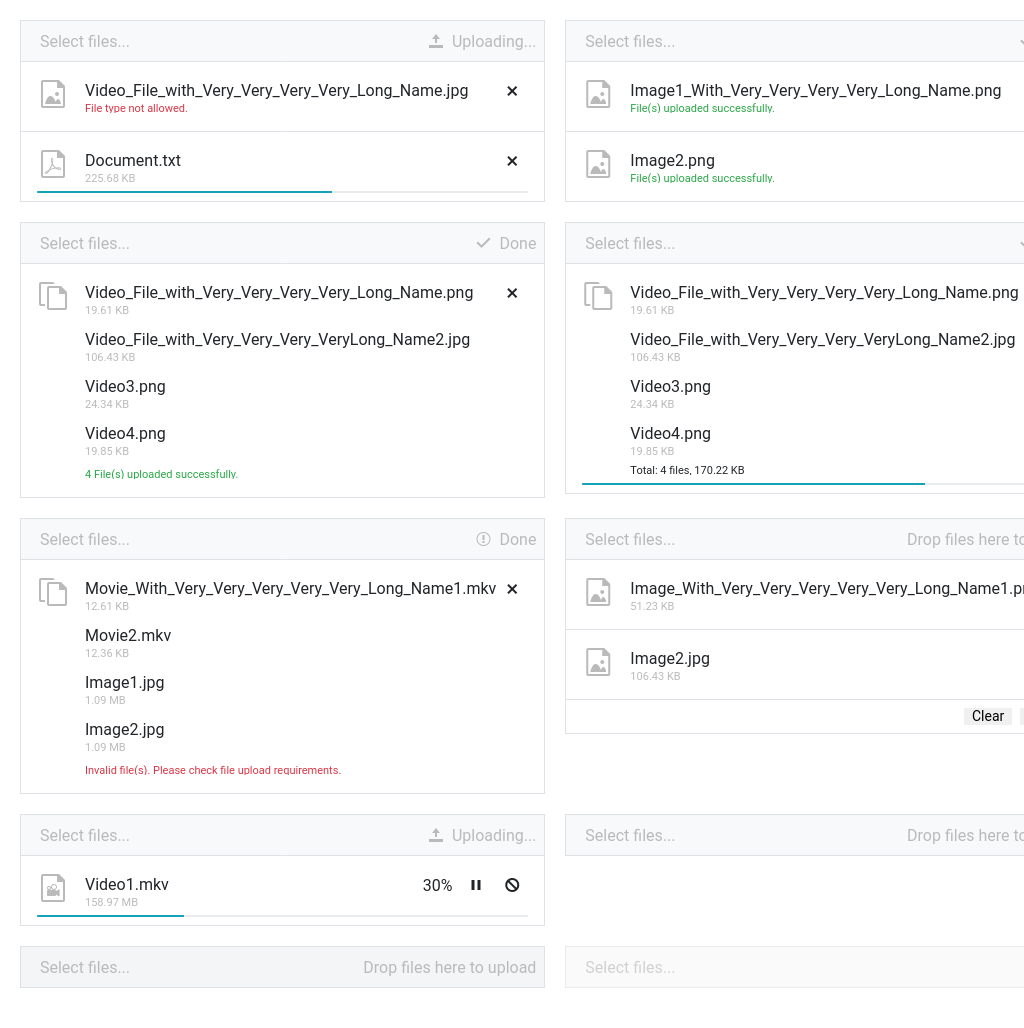 Select files...
Uploading...
Video_File_with_Very_Very_Very_Very_Long_Name.jpg
File type not allowed.
Document.txt
225.68 KB
Select files...
Image1_With_Very_Very_Very_Very_Very_Long_Name.png
File(s) uploaded successfully.
Image2.png
File(s) uploaded successfully.
Select files...
Done
Video_File_with_Very_Very_Very_Very_Long_Name.png
19.61 KB
Video_File_with_Very_Very_Very_VeryLong_Name2.jpg
106.43 KB
Video3.png
24.34 KB
Video4.png
19.85 KB
4 File(s) uploaded successfully.
Select files...
Video_File_with_Very_Very_Very_Very_Long_Name.png
19.61 KB
Video_File_with_Very_Very_Very_VeryLong_Name2.jpg
106.43 KB
Video3.png
24.34 KB
Video4.png
19.85 KB
Total: 4 files, 170.22 KB
Select files...
Done
Movie_With_Very_Very_Very_Very_Very_Long_Name1.mkv
12.61 KB
Movie2.mkv
12.36 KB
Image1.jpg
1.09 MB
Image2.jpg
1.09 MB
Invalid file(s). Please check file upload requirements.
Select files...
Drop files here to
Image_With_Very_Very_Very_Very_Very_Long_Name1.p
51.23 KB
Image2.jpg
106.43 KB
Clear
Select files...
Uploading...
Video1.mkv
30%
158.97 MB
Select files...
Drop files here to
Select files...
Drop files here to upload
Select files...